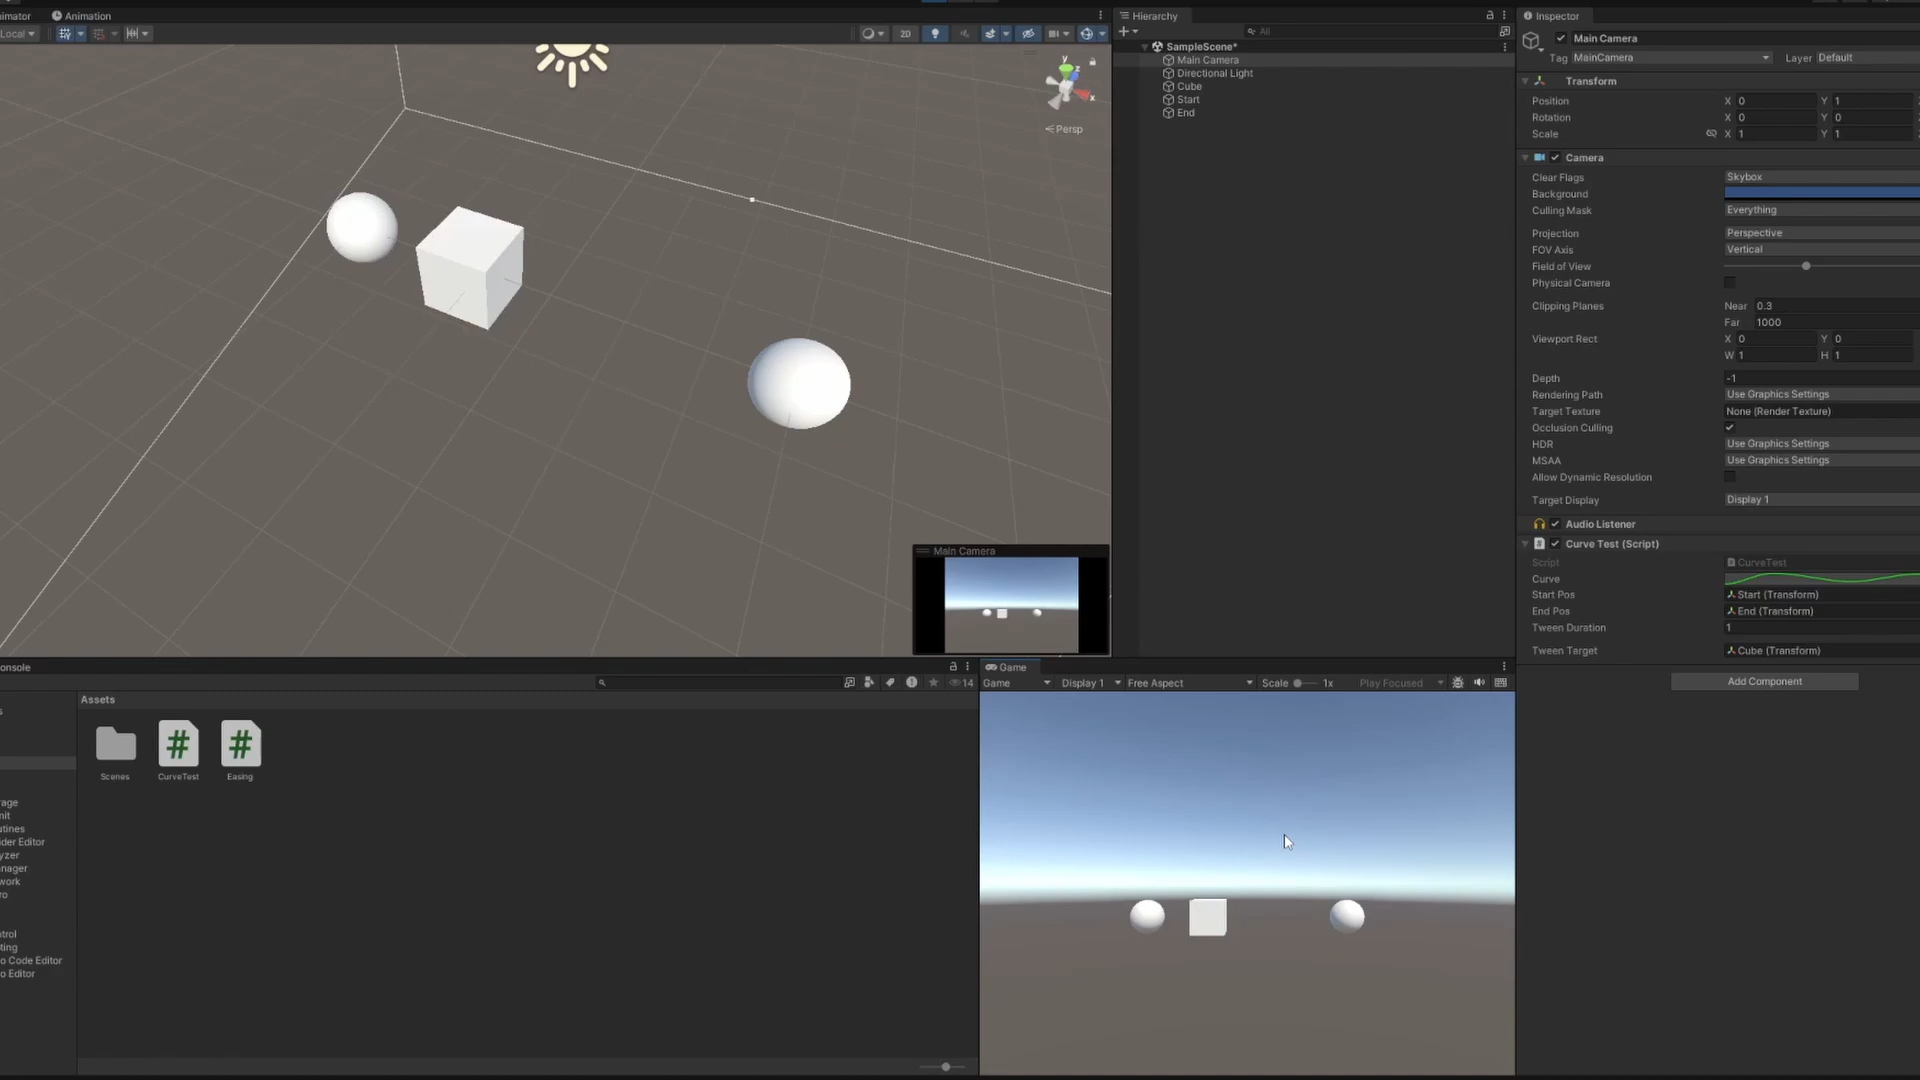 imator
Animation
Local
2D
y
z
x
Persp
Main Camera
Hierarchy
All
SampleScene*
Main Camera
Directional Light
Cube
Start
End
Inspector
Main Camera
Tag MainCamera Layer Default
Transform
Position X 0 Y 1
Rotation X 0 Y 0
Scale X 1 Y 1
Camera
Clear Flags Skybox
Background
Culling Mask Everything
Projection Perspective
FOV Axis Vertical
Field of View
Physical Camera
Clipping Planes Near 0.3
Far 1000
Viewport Rect X 0 Y 0
W 1 H 1
Depth -1
Rendering Path Use Graphics Settings
Target Texture None (Render Texture)
Occlusion Culling
HDR Use Graphics Settings
MSAA Use Graphics Settings
Allow Dynamic Resolution
Target Display Display 1
Audio Listener
# Curve Test (Script)
Script CurveTest
Curve
Start Pos Start (Transform)
End Pos End (Transform)
Tween Duration 1
Tween Target Cube (Transform)
Add Component
onsole
14
Assets
Scenes
# CurveTest
# Easing
s
rage
mit
utines
ider Editor
yzer
anager
work
ro
trol
ting
o Code Editor
o Editor
Game
Game Display 1 Free Aspect Scale 1x Play Focused